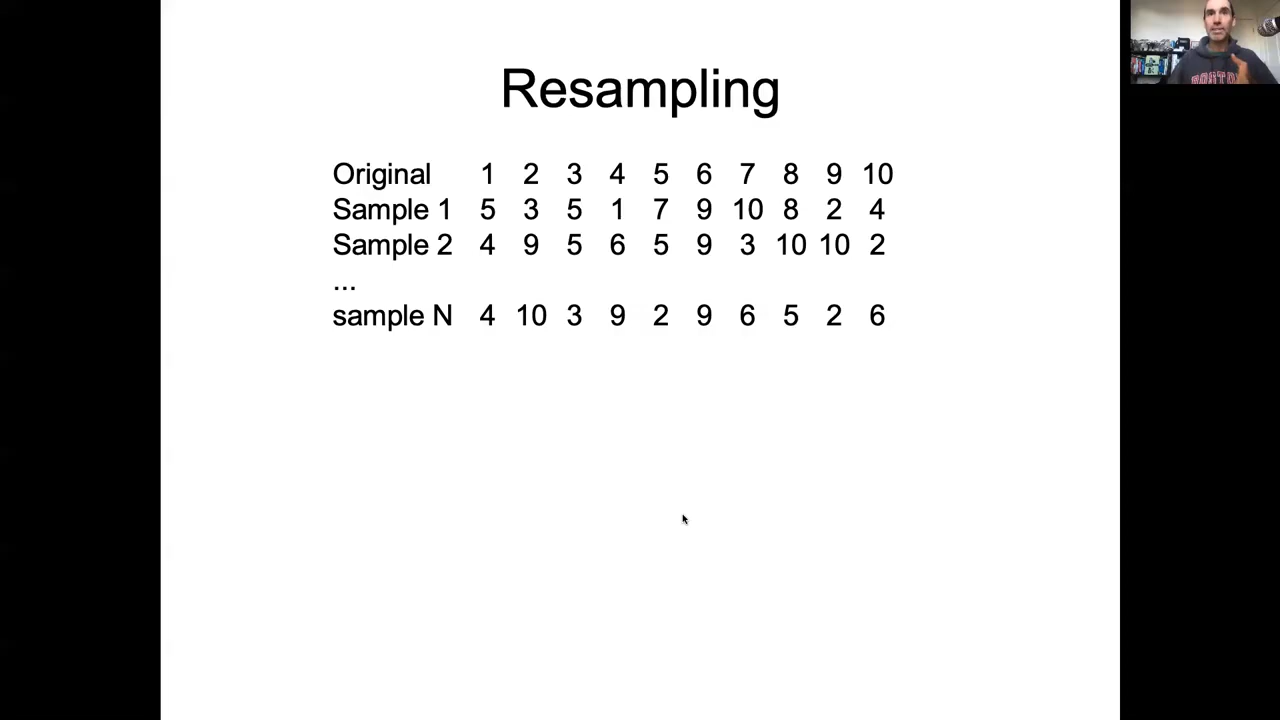 Resampling
Original 1 2 3 4 5 6 7 8 9 10
Sample 1 5 3 5 1 7 9 10 8 2 4
Sample 2 4 9 5 6 5 9 3 10 10 2
...
sample N 4 10 3 9 2 9 6 5 2 6